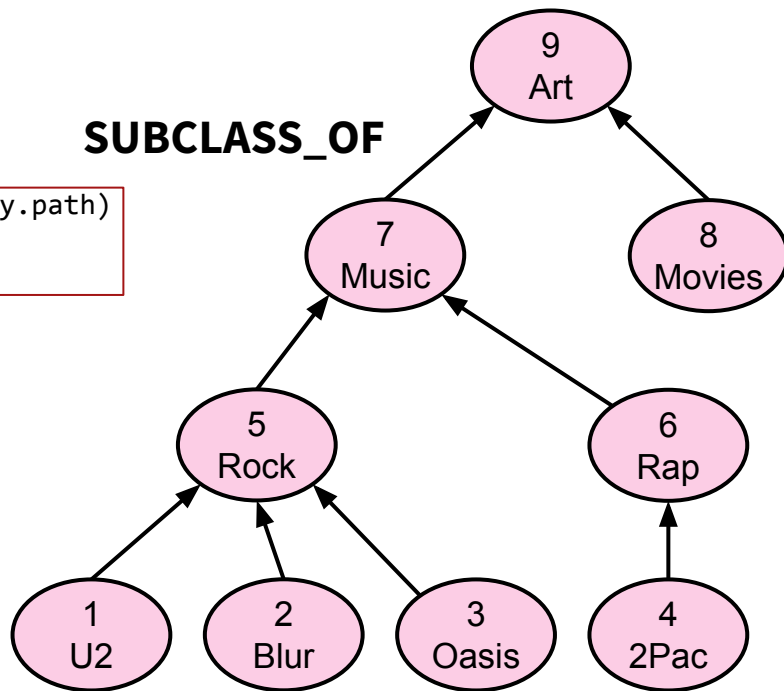 9
Art
SUBCLASS_OF
y.path)
7
Music
8
Movies
5
Rock
6
Rap
1
U2
2
Blur
3
Oasis
4
2Pac